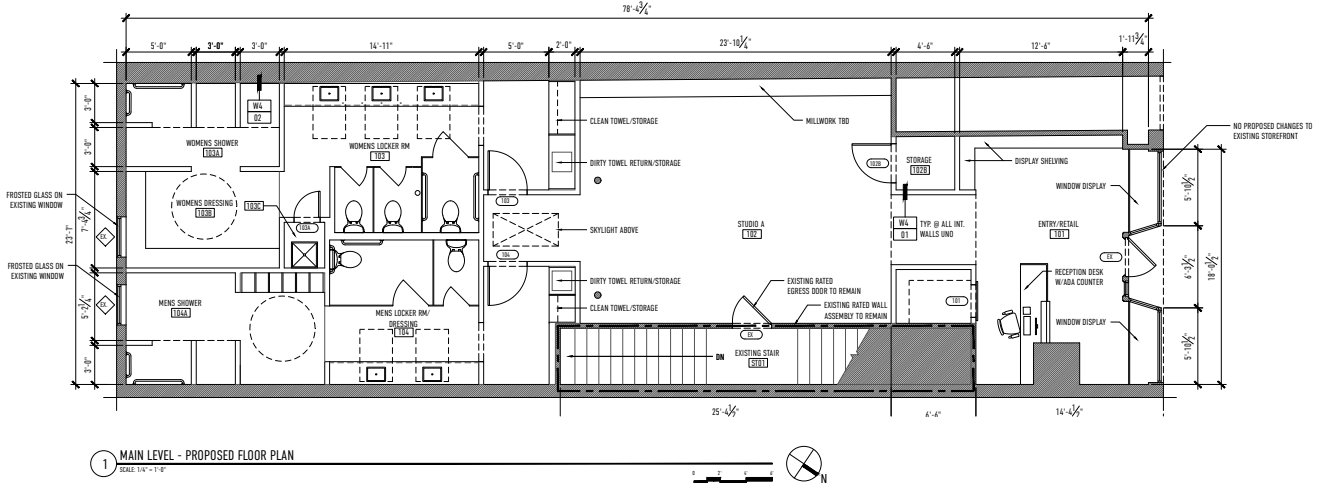 78'-4 3/4"
5'-0"
3'-0"
3'-0"
14'-11"
5'-0"
2'-0"
23'-10 1/4"
4'-6"
12'-6"
1'-11 3/4"
3'-0"
3'-0"
7'-4 3/4"
23'-1"
5'-2 1/4"
3'-0"
W4
02
WOMENS SHOWER
103A
WOMENS LOCKER RM
103
CLEAN TOWEL/STORAGE
DIRTY TOWEL RETURN/STORAGE
MILLWORK TBD
NO PROPOSED CHANGES TO
EXISTING STOREFRONT
STORAGE
102B
102B
DISPLAY SHELVING
WINDOW DISPLAY
5'-10 1/2"
FROSTED GLASS ON
EXISTING WINDOW
EX.
WOMENS DRESSING
103B
103C
103A
103
SKYLIGHT ABOVE
STUDIO A
102
W4
01
TYP. @ ALL INT.
WALLS UNO
ENTRY/RETAIL
101
EX
6'-3 1/2"
18'-0 1/2"
FROSTED GLASS ON
EXISTING WINDOW
EX.
104
DIRTY TOWEL RETURN/STORAGE
CLEAN TOWEL/STORAGE
EXISTING RATED
EGRESS DOOR TO REMAIN
EXISTING RATED WALL
ASSEMBLY TO REMAIN
101
RECEPTION DESK
W/ADA COUNTER
WINDOW DISPLAY
5'-10 1/2"
MENS SHOWER
104A
MENS LOCKER RM/
DRESSING
104
EX
DN
EXISTING STAIR
ST01
25'-4 1/2"
6'-6"
14'-4 1/2"
1
MAIN LEVEL - PROPOSED FLOOR PLAN
SCALE: 1/4" = 1'-0"
0 2' 4' 8'
N